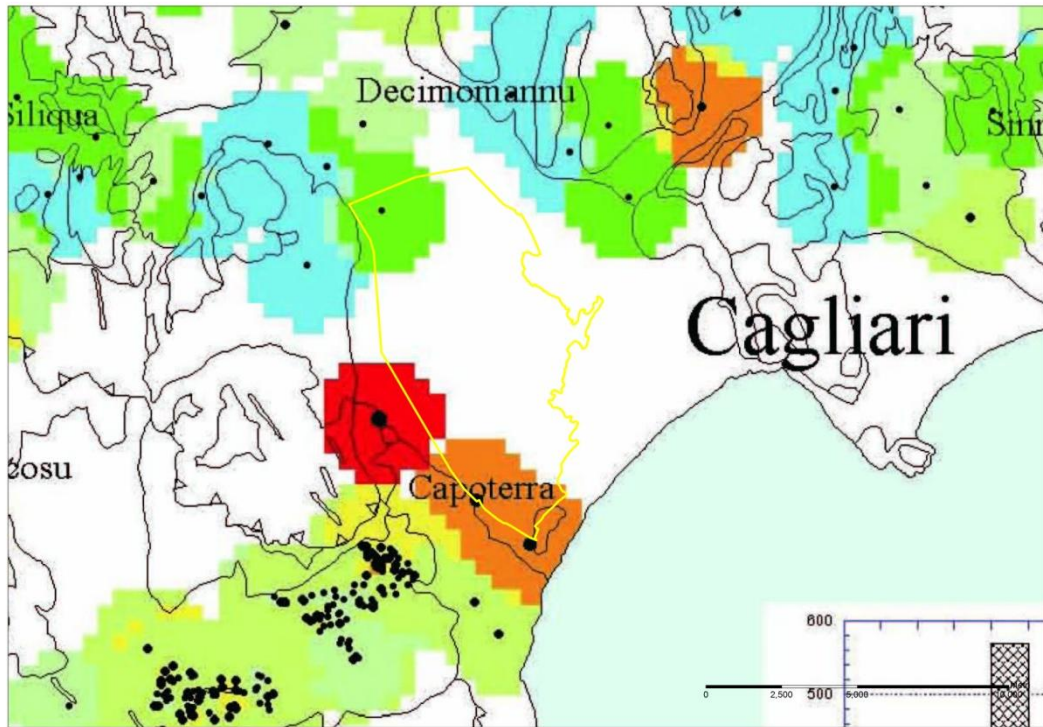 Decimomannu
Siliqua
Sinn
Cagliari
cosu
Capoterra
600
500
0 2,500 5,000